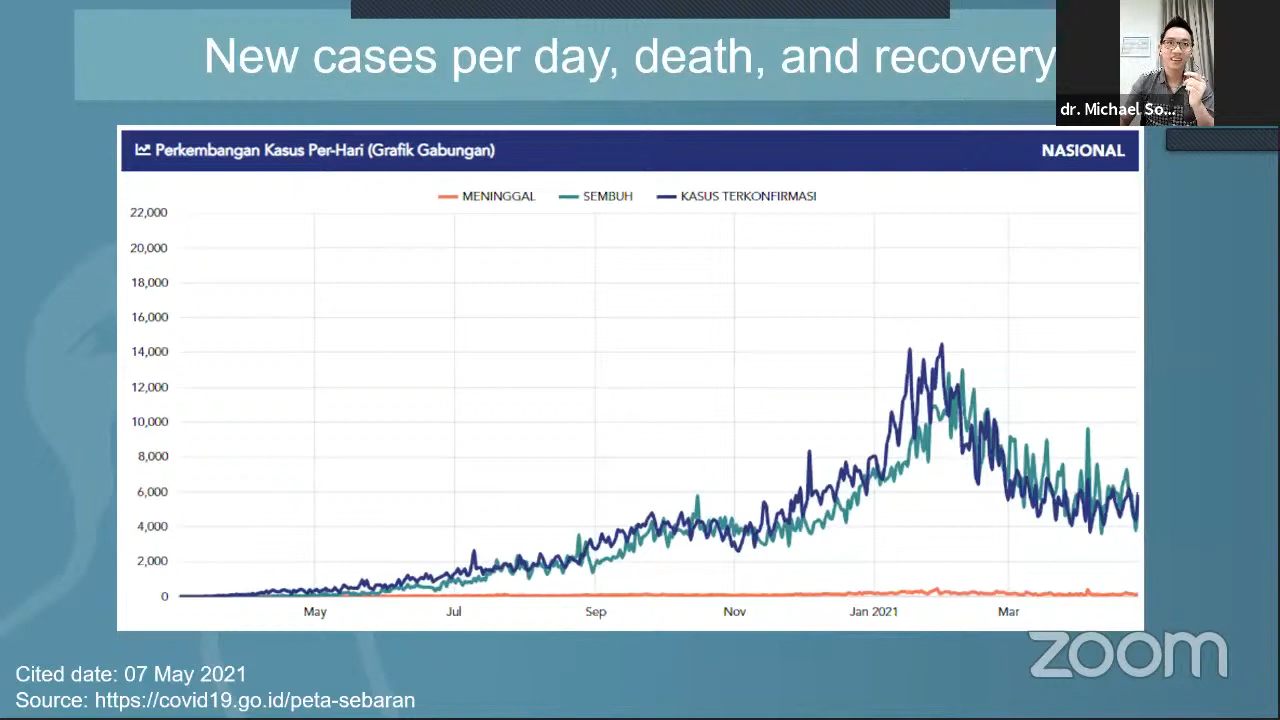 New cases per day, death, and recovery
dr. Michael So...
Perkembangan Kasus Per-Hari (Grafik Gabungan)
NASIONAL
MENINGGAL
SEMBUH
KASUS TERKONFIRMASI
22,000
20,000
18,000
16,000
14,000
12,000
10,000
8,000
6,000
4,000
2,000
0
May
Jul
Sep
Nov
Jan 2021
Mar
zoom
Cited date: 07 May 2021
Source: https://covid19.go.id/peta-sebaran